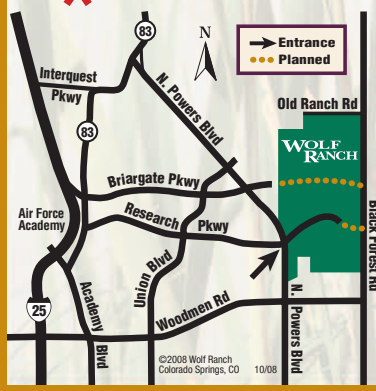 83
N
Entrance
Planned
Interquest
Pkwy
N. Powers Blvd
Old Ranch Rd
83
WOLF
RANCH
Briargate Pkwy
Air Force
Academy
Research Pkwy
Black Forest Rd
Union Blvd
25
Academy
Blvd
Woodmen Rd
N. Powers Blvd
©2008 Wolf Ranch
Colorado Springs, CO 10/08